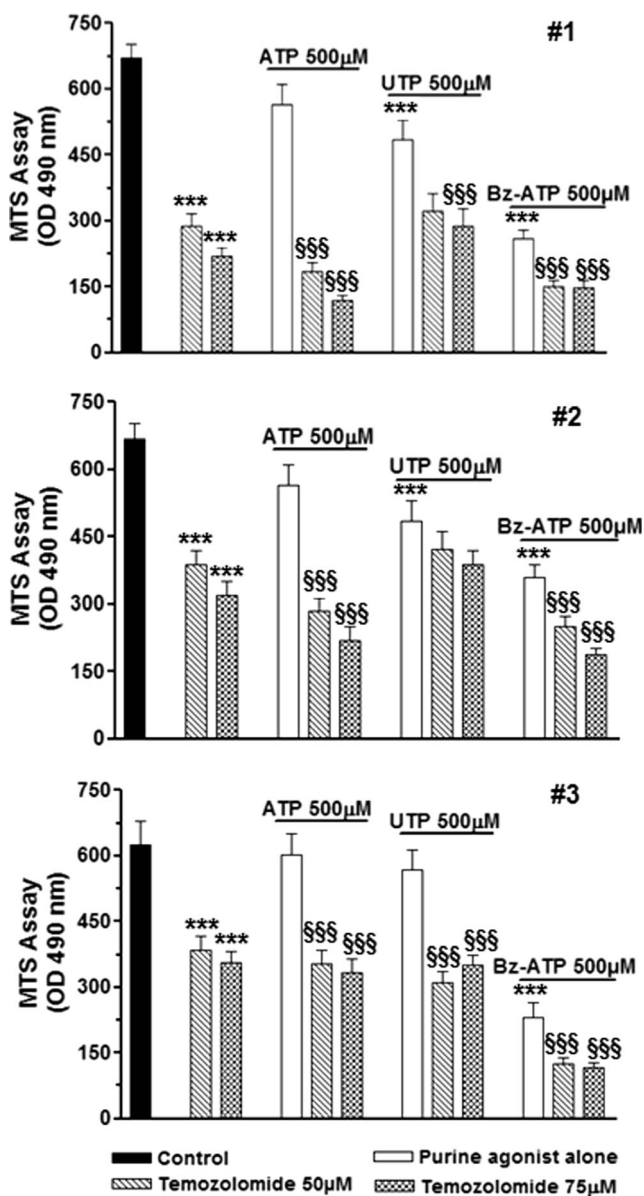 #1
750
600
450
300
150
0
MTS Assay
(OD 490 nm)
ATP 500µM
UTP 500µM
Bz-ATP 500µM
***
***
§§§
§§§
***
§§§
***
§§§
§§§
#2
750
600
450
300
150
0
MTS Assay
(OD 490 nm)
ATP 500µM
UTP 500µM
Bz-ATP 500µM
***
***
§§§
§§§
***
***
§§§
§§§
#3
750
600
450
300
150
0
MTS Assay
(OD 490 nm)
ATP 500µM
UTP 500µM
Bz-ATP 500µM
***
***
§§§
§§§
§§§
§§§
***
§§§
§§§
Control
Purine agonist alone
Temozolomide 50µM
Temozolomide 75µM